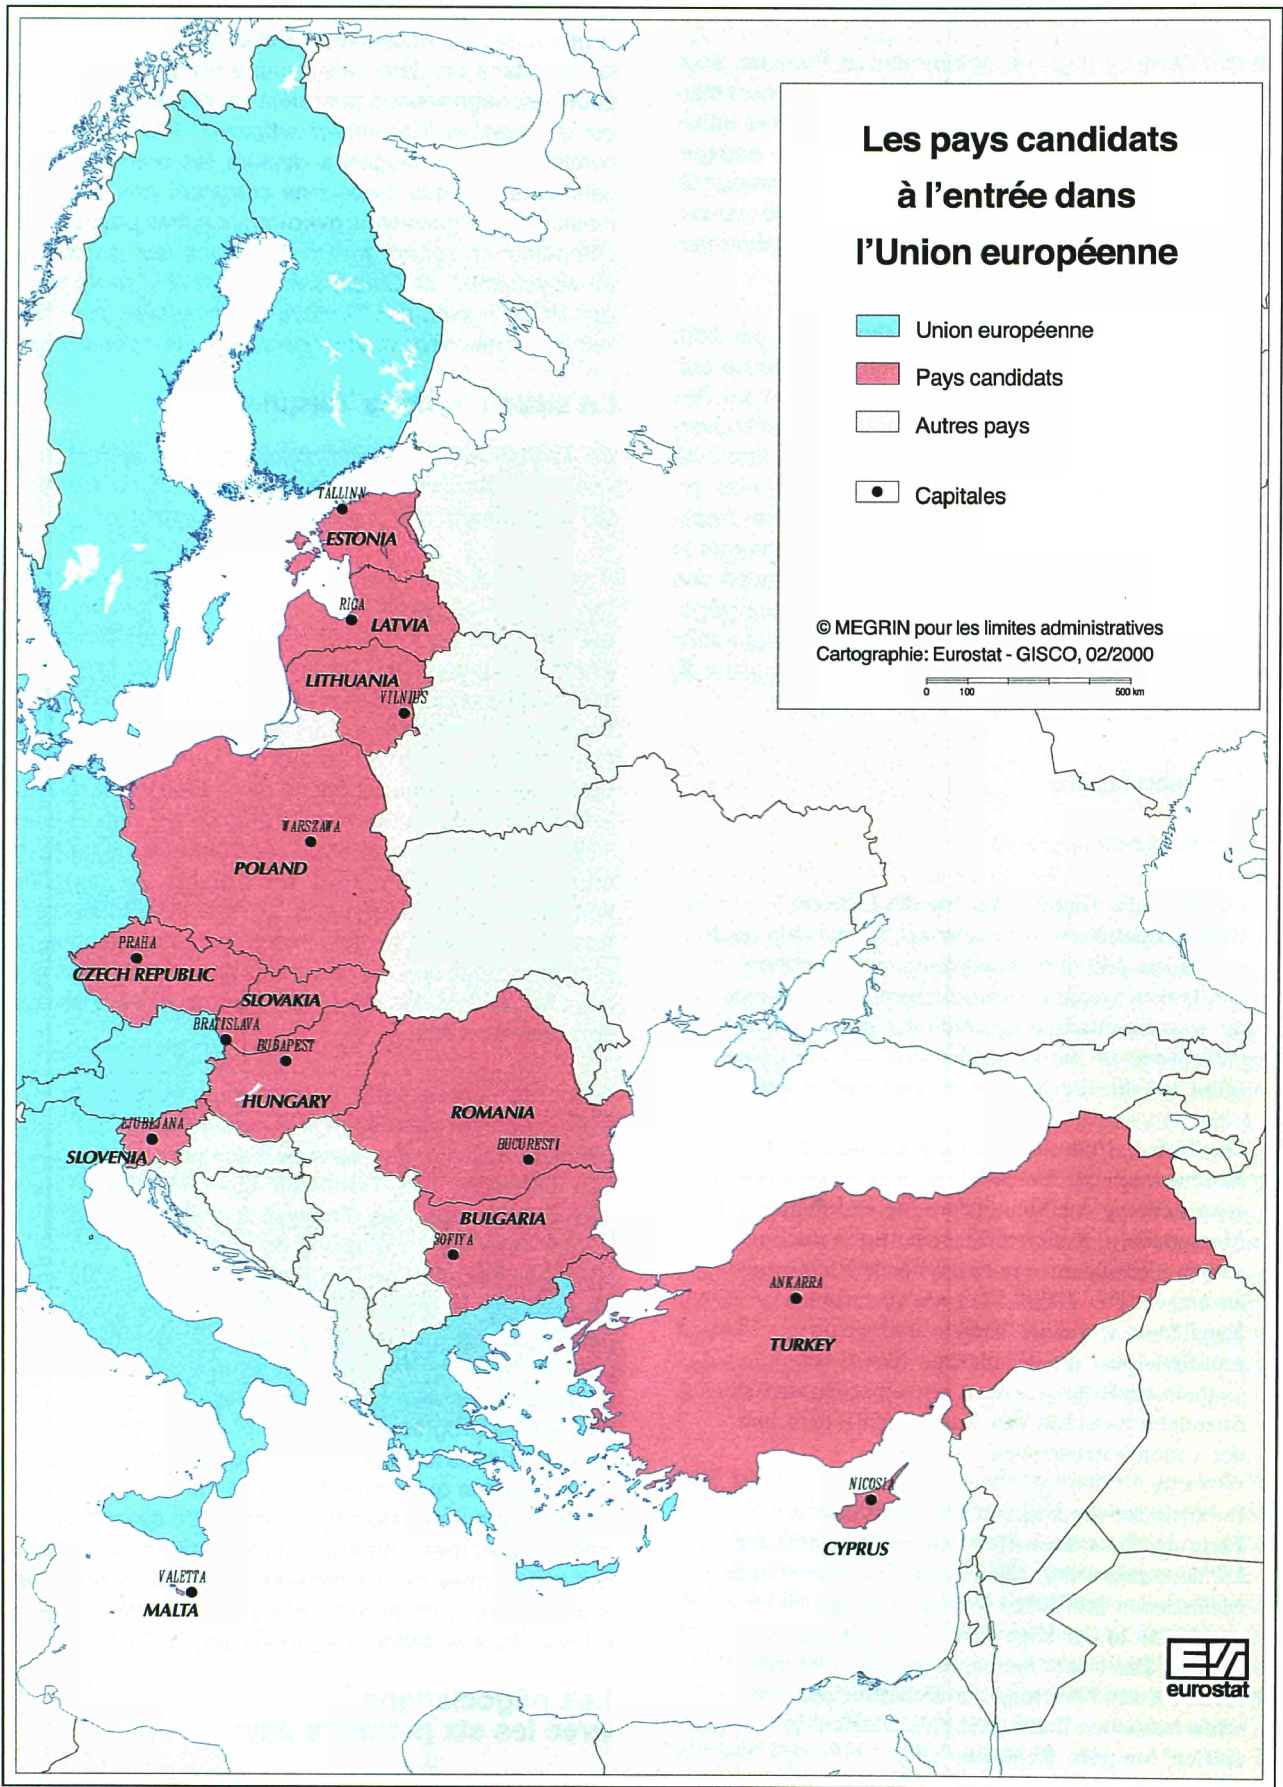 Les pays candidats
à l'entrée dans
l'Union européenne
Union européenne
Pays candidats
Autres pays
Capitales
© MEGRIN pour les limites administratives
Cartographie: Eurostat - GISCO, 02/2000
0 100 500 km
TALLINN
ESTONIA
RIGA
LATVIA
LITHUANIA
VILNIUS
WARSZAWA
POLAND
PRAHA
CZECH REPUBLIC
SLOVAKIA
BRATISLAVA
BUDAPEST
HUNGARY
ROMANIA
LJUBLJANA
BUCURESTI
SLOVENIA
BULGARIA
SOFIYA
ANKARRA
TURKEY
NICOSIA
CYPRUS
VALETTA
MALTA
eurostat